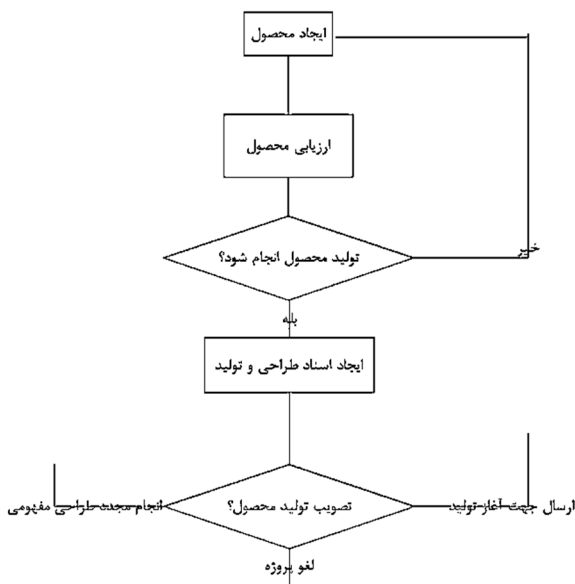 ایجاد محصول
ارزیابی محصول
تولید محصول انجام شود؟
خیر
بله
ایجاد اسناد طراحی و تولید
ارسال جهت آغاز تولید
تصویب تولید محصول؟
انجام مجدد طراحی مفهومی
لغو پروژه